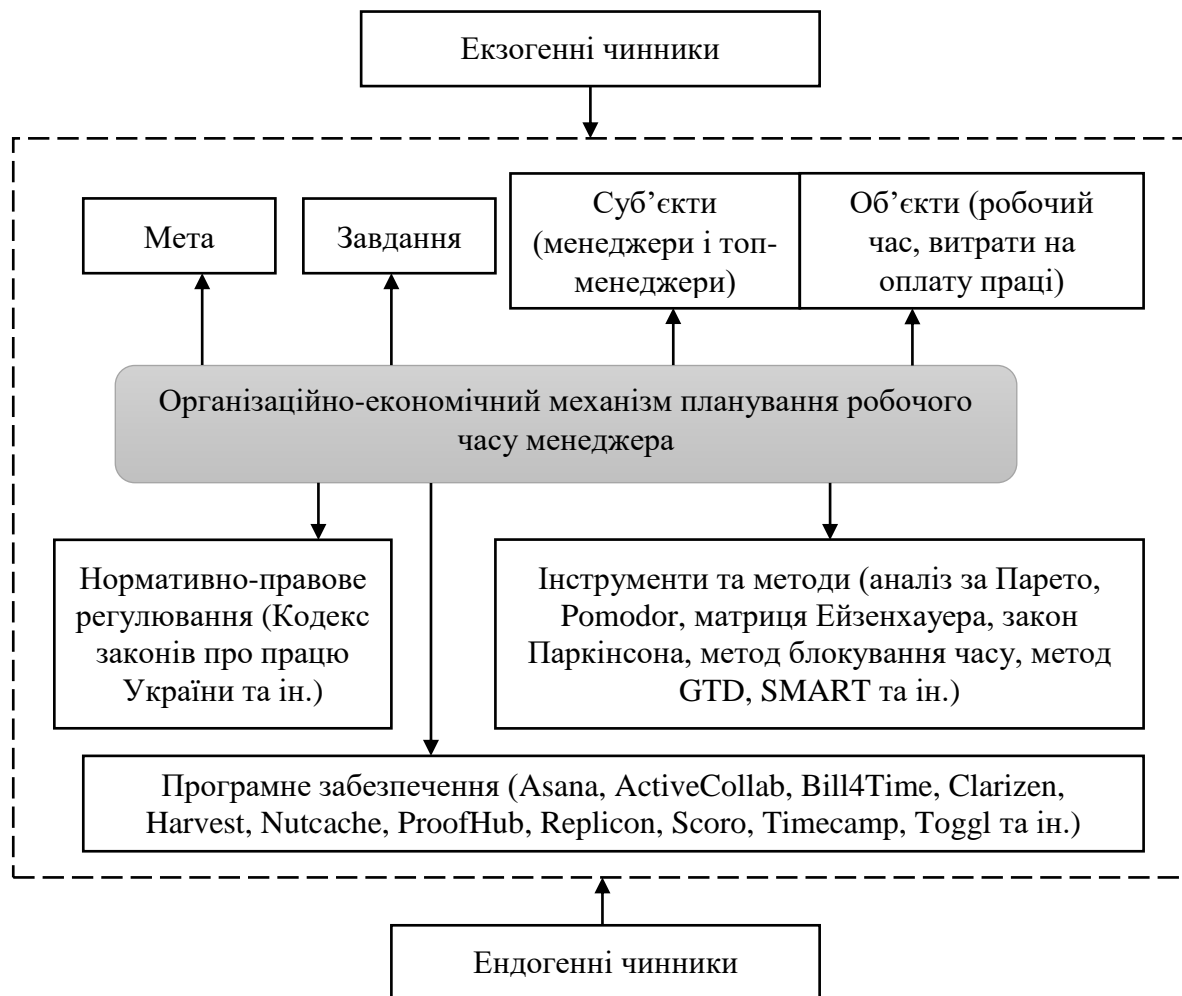 Екзогенні чинники
Мета
Завдання
Суб’єкти
(менеджери і топ-
менеджери)
Об’єкти (робочий
час, витрати на
оплату праці)
Організаційно-економічний механізм планування робочого
часу менеджера
Нормативно-правове
регулювання (Кодекс
законів про працю
України та ін.)
Інструменти та методи (аналіз за Парето,
Pomodor, матриця Ейзенхауера, закон
Паркінсона, метод блокування часу, метод
GTD, SMART та ін.)
Програмне забезпечення (Asana, ActiveCollab, Bill4Time, Clarizen,
Harvest, Nutcache, ProofHub, Replicon, Scoro, Timecamp, Toggl та ін.)
Ендогенні чинники